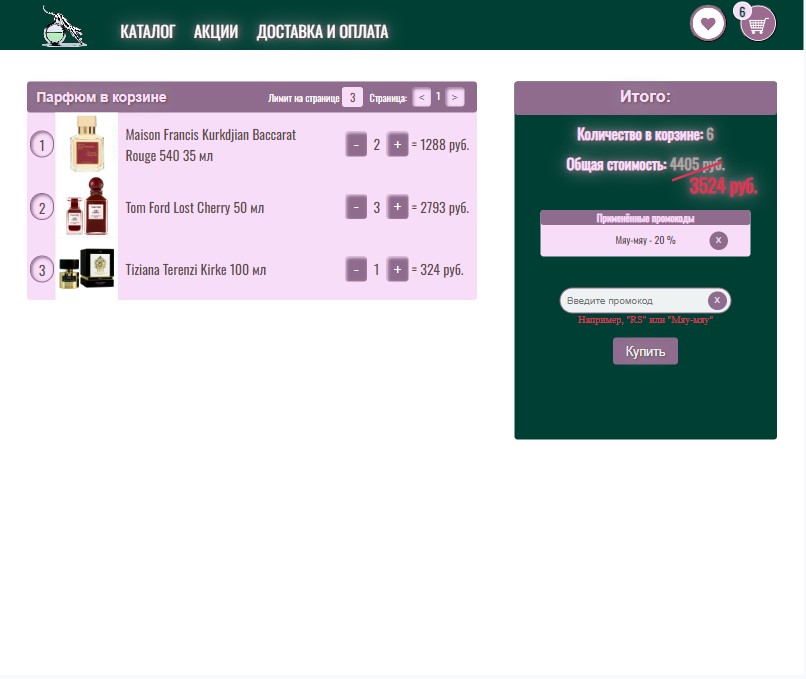 КАТАЛОГ АКЦИИ ДОСТАВКА И ОПЛАТА
6
Парфюм в корзине Лимит на странице 3 Страница: < 1 >
1 Maison Francis Kurkdjian Baccarat Rouge 540 35 мл - 2 + = 1288 руб.
2 Tom Ford Lost Cherry 50 мл - 3 + = 2793 руб.
3 Tiziana Terenzi Kirke 100 мл - 1 + = 324 руб.
Итого:
Количество в корзине: 6
Общая стоимость: 4405 руб.
3524 руб.
Применённые промокоды
Мяу-мяу - 20 % X
Введите промокод X
Например, "RS" или "Мяу-мяу"
Купить